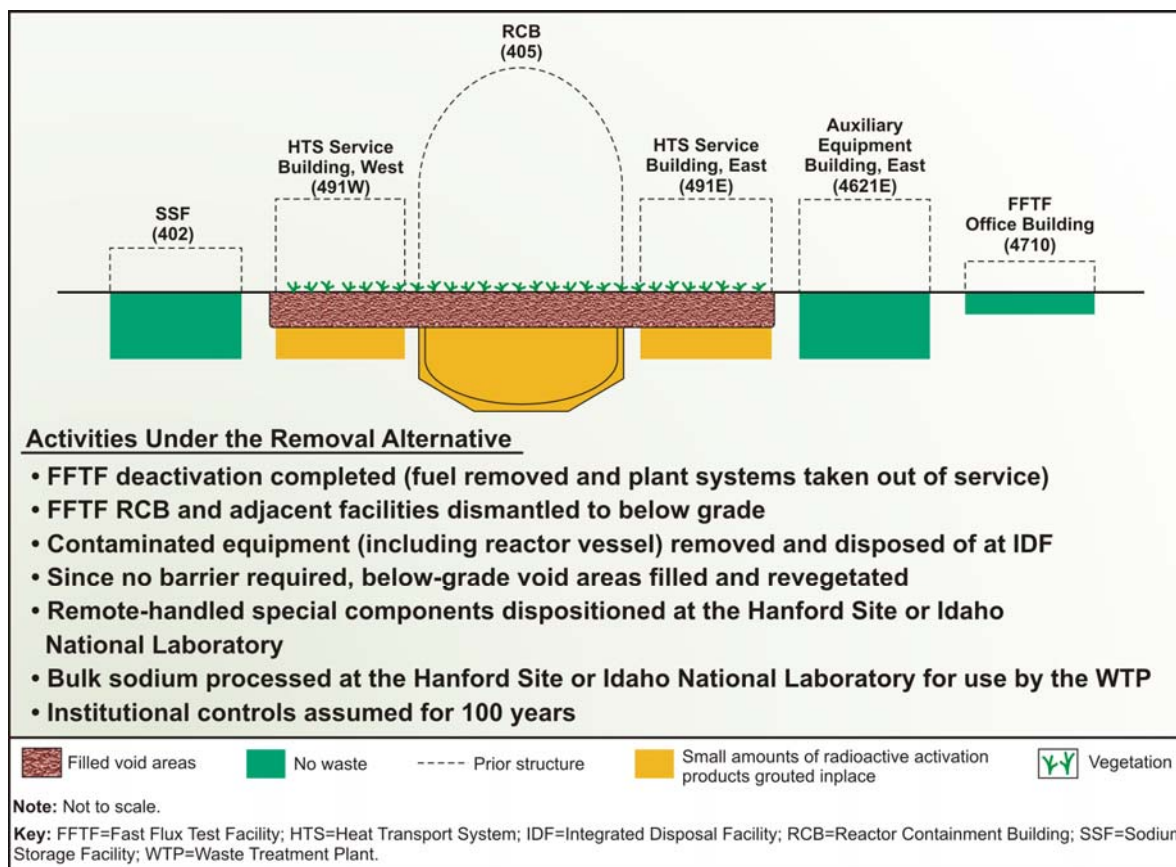 RCB
(405)
HTS Service
Building, West
(491W)
HTS Service
Building, East
(491E)
Auxiliary
Equipment
Building, East
(4621E)
SSF
(402)
FFTF
Office Building
(4710)
Activities Under the Removal Alternative
• FFTF deactivation completed (fuel removed and plant systems taken out of service)
• FFTF RCB and adjacent facilities dismantled to below grade
• Contaminated equipment (including reactor vessel) removed and disposed of at IDF
• Since no barrier required, below-grade void areas filled and revegetated
• Remote-handled special components dispositioned at the Hanford Site or Idaho
National Laboratory
• Bulk sodium processed at the Hanford Site or Idaho National Laboratory for use by the WTP
• Institutional controls assumed for 100 years
Filled void areas
No waste
Prior structure
Small amounts of radioactive activation
products grouted inplace
Vegetation
Note: Not to scale.
Key: FFTF=Fast Flux Test Facility; HTS=Heat Transport System; IDF=Integrated Disposal Facility; RCB=Reactor Containment Building; SSF=Sodium
Storage Facility; WTP=Waste Treatment Plant.